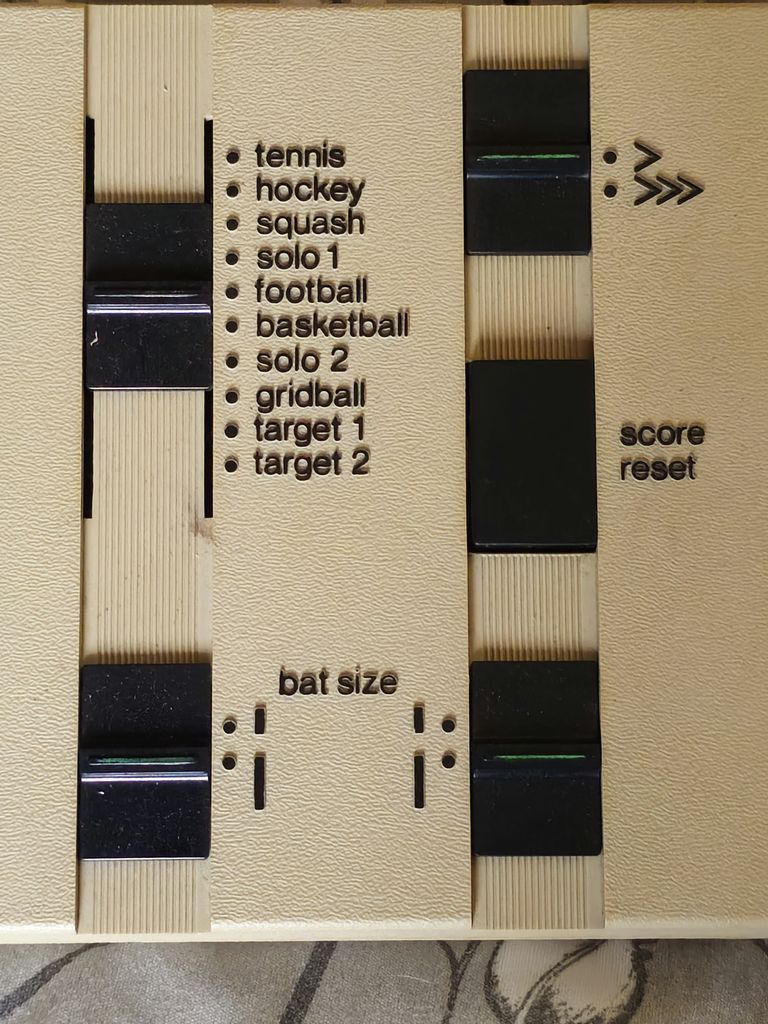 tennis
hockey
squash
solo 1
football
basketball
solo 2
gridball
target 1
target 2
score
reset
bat size